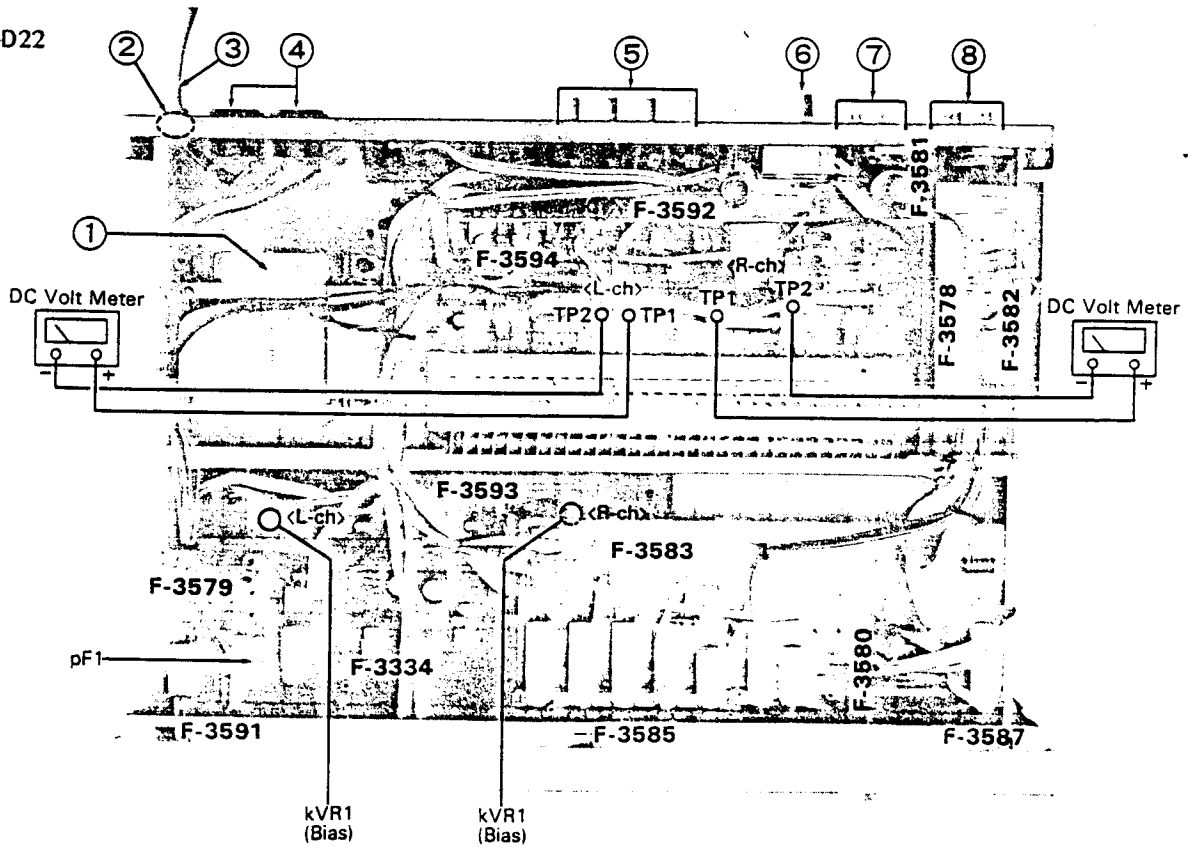 -D22
② ③ ④ ⑤ ⑥ ⑦ ⑧
F-3581
F-3592
①
F-3594
<R-ch>
<L-ch>
DC Volt Meter
TP2 TP1 TP1 TP2
F-3578
F-3582
DC Volt Meter
- +
- +
F-3593
<L-ch>
<R-ch>
F-3583
F-3579
pF1
F-3334
F-3580
F-3591
F-3585
F-3587
kVR1
(Bias)
kVR1
(Bias)